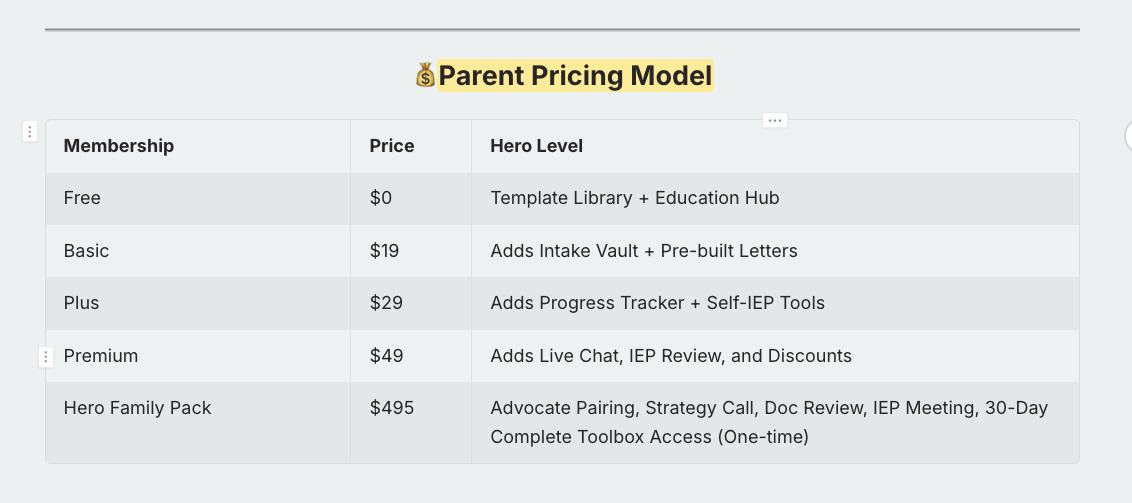 💰Parent Pricing Model
Membership Price Hero Level
Free $0 Template Library + Education Hub
Basic $19 Adds Intake Vault + Pre-built Letters
Plus $29 Adds Progress Tracker + Self-IEP Tools
Premium $49 Adds Live Chat, IEP Review, and Discounts
Hero Family Pack $495 Advocate Pairing, Strategy Call, Doc Review, IEP Meeting, 30-Day
Complete Toolbox Access (One-time)